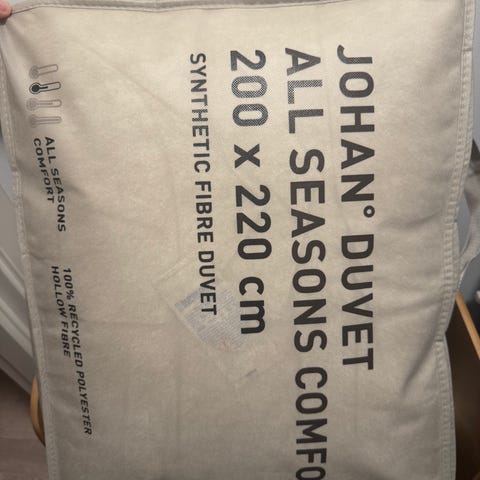 JOHAN° DUVET
ALL SEASONS COMFO
200 x 220 cm
SYNTHETIC FIBRE DUVET
ALL SEASONS
COMFORT
100% RECYCLED POLYESTER
HOLLOW FIBRE